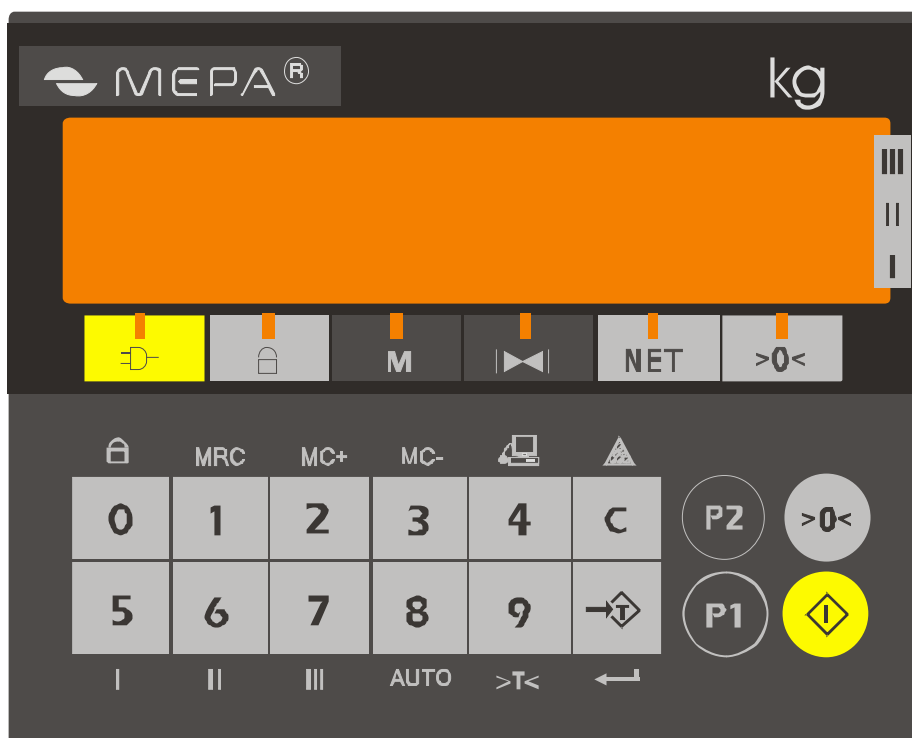 MEPA®
kg
III
II
I
M
NET
>0<
MRC
MC+
MC-
0
1
2
3
4
C
P2
>0<
5
6
7
8
9
T
P1
I
I
II
III
AUTO
>T<